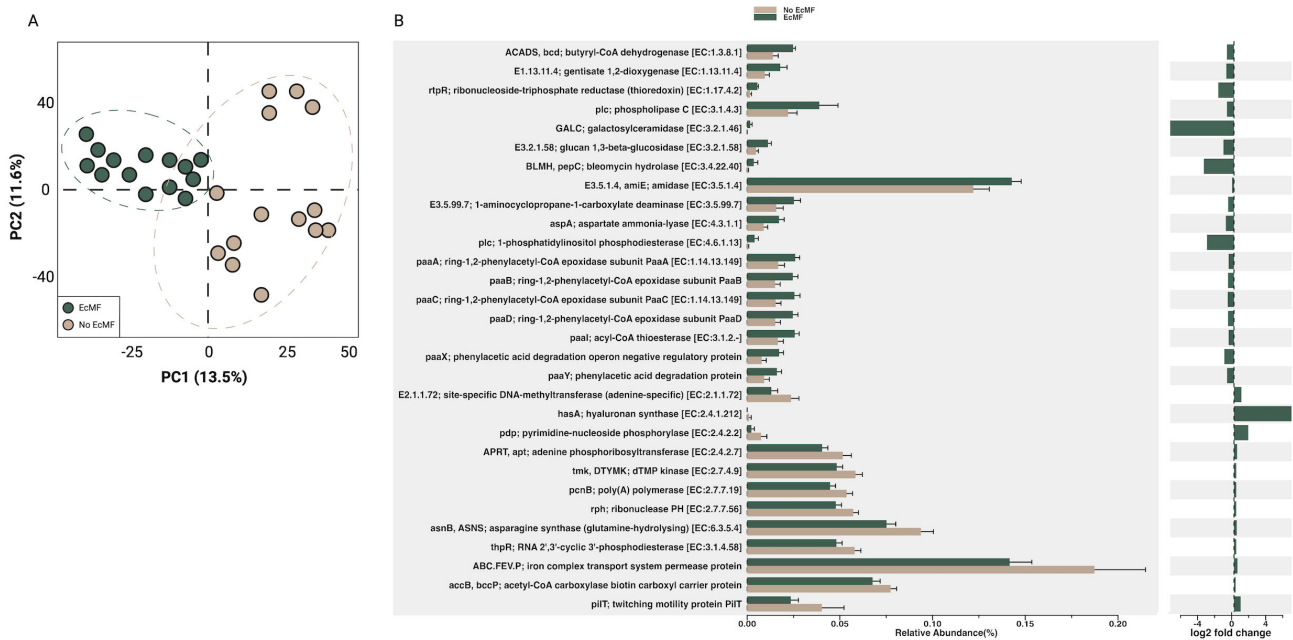 A
B
No EcMF
EcMF
PC2 (11.6%)
40
0
-40
EcMF
No EcMF
-25
0
25
50
PC1 (13.5%)
ACADS, bcd; butyryl-CoA dehydrogenase [EC:1.3.8.1]
E1.13.11.4; gentisate 1,2-dioxygenase [EC:1.13.11.4]
rtpR; ribonucleoside-triphosphate reductase (thioredoxin) [EC:1.17.4.2]
plc; phospholipase C [EC:3.1.4.3]
GALC; galactosylceramidase [EC:3.2.1.46]
E3.2.1.58; glucan 1,3-beta-glucosidase [EC:3.2.1.58]
BLMH, pepC; bleomycin hydrolase [EC:3.4.22.40]
E3.5.1.4, amiE; amidase [EC:3.5.1.4]
E3.5.99.7; 1-aminocyclopropane-1-carboxylate deaminase [EC:3.5.99.7]
aspA; aspartate ammonia-lyase [EC:4.3.1.1]
plc; 1-phosphatidylinositol phosphodiesterase [EC:4.6.1.13]
paaA; ring-1,2-phenylacetyl-CoA epoxidase subunit PaaA [EC:1.14.13.149]
paaB; ring-1,2-phenylacetyl-CoA epoxidase subunit PaaB
paaC; ring-1,2-phenylacetyl-CoA epoxidase subunit PaaC [EC:1.14.13.149]
paaD; ring-1,2-phenylacetyl-CoA epoxidase subunit PaaD
paaI; acyl-CoA thioesterase [EC:3.1.2.-]
paaX; phenylacetic acid degradation operon negative regulatory protein
paaY; phenylacetic acid degradation protein
E2.1.1.72; site-specific DNA-methyltransferase (adenine-specific) [EC:2.1.1.72]
hasA; hyaluronan synthase [EC:2.4.1.212]
pdp; pyrimidine-nucleoside phosphorylase [EC:2.4.2.2]
APRT, apt; adenine phosphoribosyltransferase [EC:2.4.2.7]
tmk, DTYMK; dTMP kinase [EC:2.7.4.9]
pcnB; poly(A) polymerase [EC:2.7.7.19]
rph; ribonuclease PH [EC:2.7.7.56]
asnB, ASNS; asparagine synthase (glutamine-hydrolysing) [EC:6.3.5.4]
thpR; RNA 2',3'-cyclic 3'-phosphodiesterase [EC:3.1.4.58]
ABC.FEV.P; iron complex transport system permease protein
accB, bccP; acetyl-CoA carboxylase biotin carboxyl carrier protein
pilT; twitching motility protein PilT
0.00
0.05
0.10
0.15
0.20
Relative Abundance(%)
-4
0
4
log2 fold change